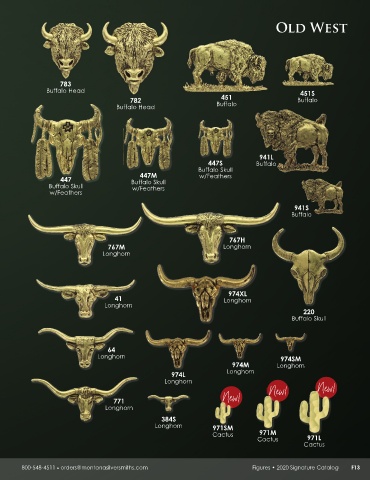 OLD WEST
783
Buffalo Head
782
Buffalo Head
451
Buffalo
451S
Buffalo
447
Buffalo Skull
w/Feathers
447M
Buffalo Skull
w/Feathers
447S
Buffalo Skull
w/Feathers
941L
Buffalo
941S
Buffalo
767M
Longhorn
767H
Longhorn
41
Longhorn
974XL
Longhorn
220
Buffalo Skull
64
Longhorn
974L
Longhorn
974M
Longhorn
974SM
Longhorn
771
Longhorn
384S
Longhorn
New!
971SM
Cactus
New!
971M
Cactus
New!
971L
Cactus
800-548-4511 • orders@montanasilversmiths.com
Figures • 2020 Signature Catalog F13